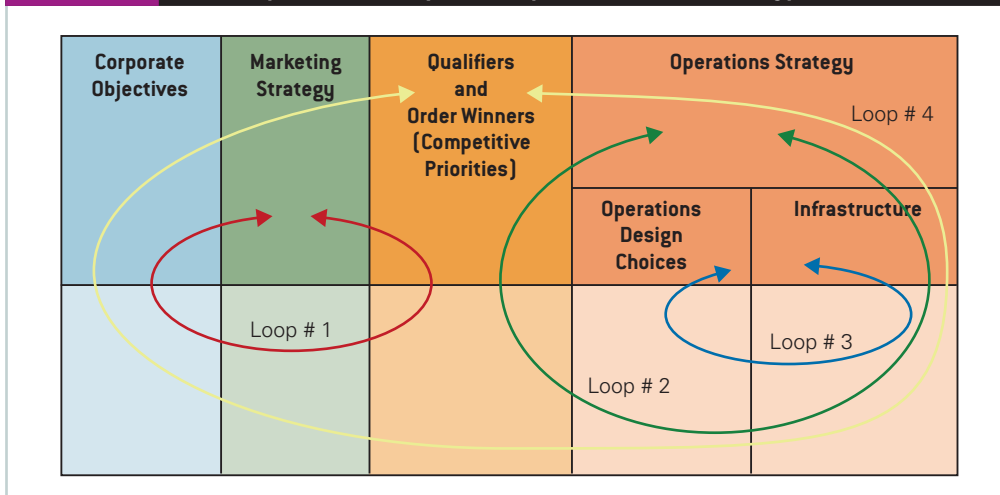 Corporate
Objectives
Marketing
Strategy
Qualifiers
and
Order Winners
(Competitive
Priorities)
Operations Strategy
Loop # 4
Operations
Design
Choices
Infrastructure
Loop # 1
Loop # 3
Loop # 2